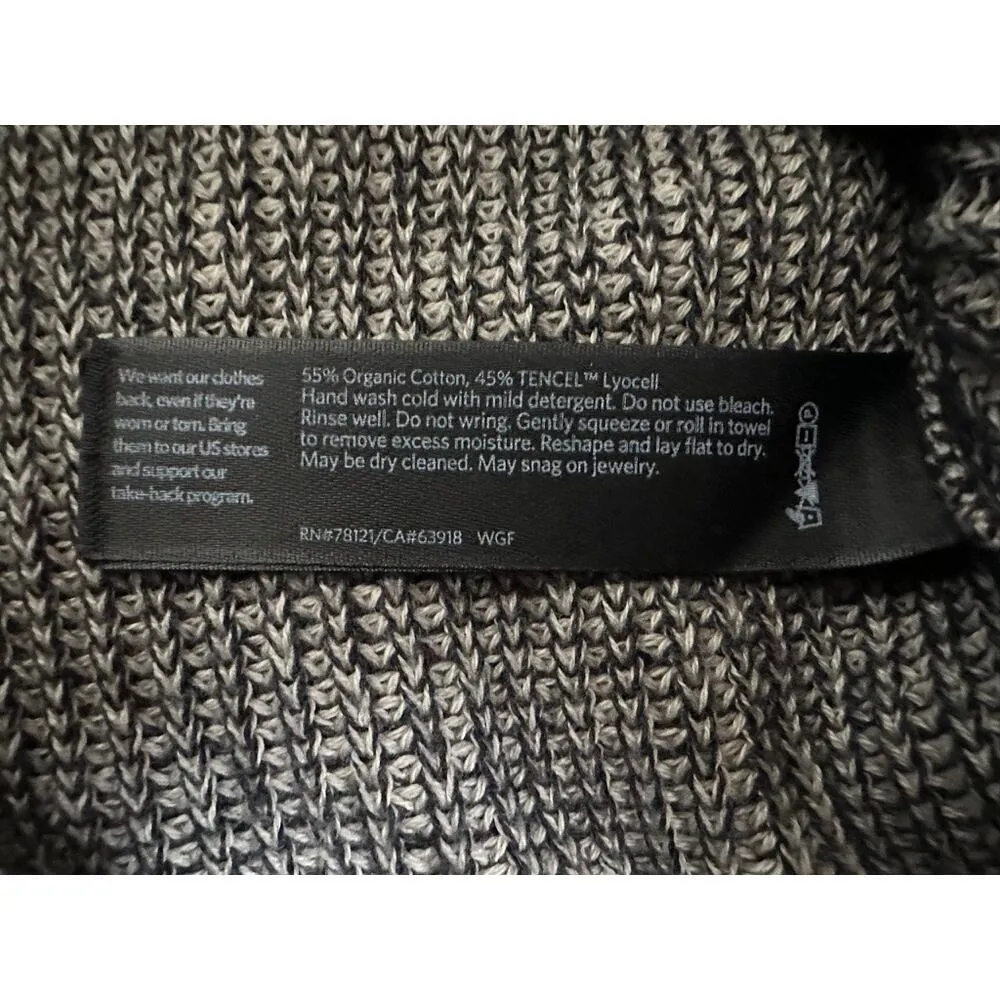 We want our clothes
back, even if they're
worn or torn. Bring
them to our US stores
and support our
take-back program.
55% Organic Cotton, 45% TENCEL™ Lyocell
Hand wash cold with mild detergent. Do not use bleach.
Rinse well. Do not wring. Gently squeeze or roll in towel
to remove excess moisture. Reshape and lay flat to dry.
May be dry cleaned. May snag on jewelry.
RN#78121/CA#63918 WGF